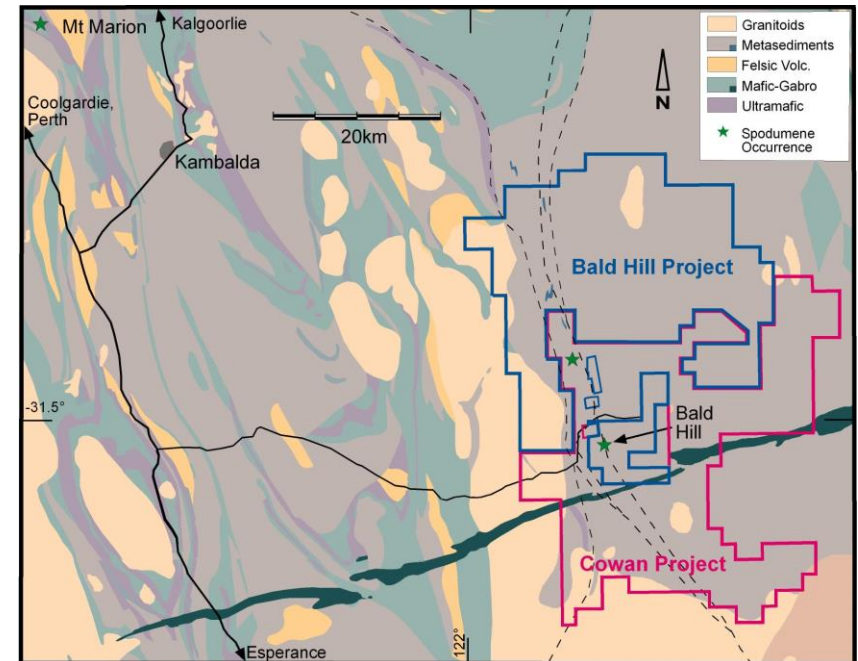 Mt Marion
Kalgoorlie
Coolgardie,
Perth
Kambalda
20km
N
Granitoids
Metasediments
Felsic Volc.
Mafic-Gabro
Ultramafic
Spodumene
Occurrence
Bald Hill Project
-31.5°
Bald
Hill
Cowan Project
122°
Esperance